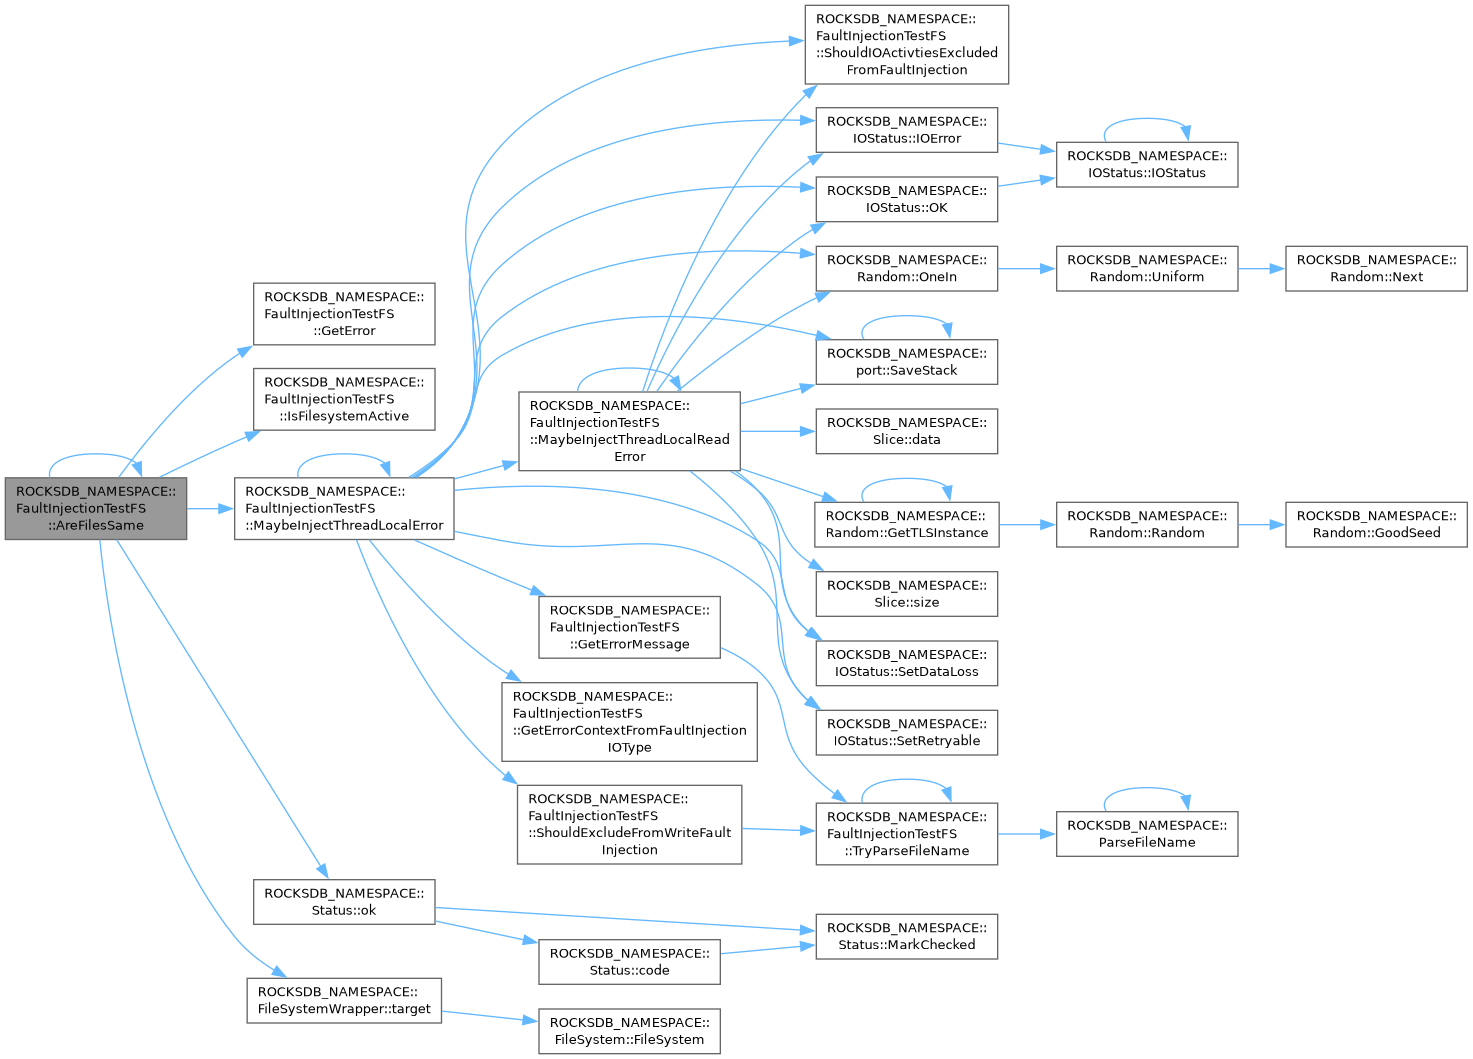 ROCKSDB_NAMESPACE::
FaultInjectionTestFS
::AreFilesSame
ROCKSDB_NAMESPACE::
FaultInjectionTestFS
::GetError
ROCKSDB_NAMESPACE::
FaultInjectionTestFS
::IsFilesystemActive
ROCKSDB_NAMESPACE::
FaultInjectionTestFS
::MaybeInjectThreadLocalError
ROCKSDB_NAMESPACE::
Status::ok
ROCKSDB_NAMESPACE::
FileSystemWrapper::target
ROCKSDB_NAMESPACE::
FaultInjectionTestFS
::MaybeInjectThreadLocalRead
Error
ROCKSDB_NAMESPACE::
FaultInjectionTestFS
::GetErrorMessage
ROCKSDB_NAMESPACE::
FaultInjectionTestFS
::GetErrorContextFromFaultInjection
IOType
ROCKSDB_NAMESPACE::
FaultInjectionTestFS
::ShouldExcludeFromWriteFault
Injection
ROCKSDB_NAMESPACE::
Status::code
ROCKSDB_NAMESPACE::
FileSystem::FileSystem
ROCKSDB_NAMESPACE::
FaultInjectionTestFS
::ShouldIOActivtiesExcluded
FromFaultInjection
ROCKSDB_NAMESPACE::
IOStatus::IOError
ROCKSDB_NAMESPACE::
IOStatus::OK
ROCKSDB_NAMESPACE::
Random::OneIn
ROCKSDB_NAMESPACE::
port::SaveStack
ROCKSDB_NAMESPACE::
Slice::data
ROCKSDB_NAMESPACE::
Random::GetTLSInstance
ROCKSDB_NAMESPACE::
Slice::size
ROCKSDB_NAMESPACE::
IOStatus::SetDataLoss
ROCKSDB_NAMESPACE::
IOStatus::SetRetryable
ROCKSDB_NAMESPACE::
FaultInjectionTestFS
::TryParseFileName
ROCKSDB_NAMESPACE::
Status::MarkChecked
ROCKSDB_NAMESPACE::
IOStatus::IOStatus
ROCKSDB_NAMESPACE::
Random::Uniform
ROCKSDB_NAMESPACE::
Random::Random
ROCKSDB_NAMESPACE::
ParseFileName
ROCKSDB_NAMESPACE::
Random::Next
ROCKSDB_NAMESPACE::
Random::GoodSeed